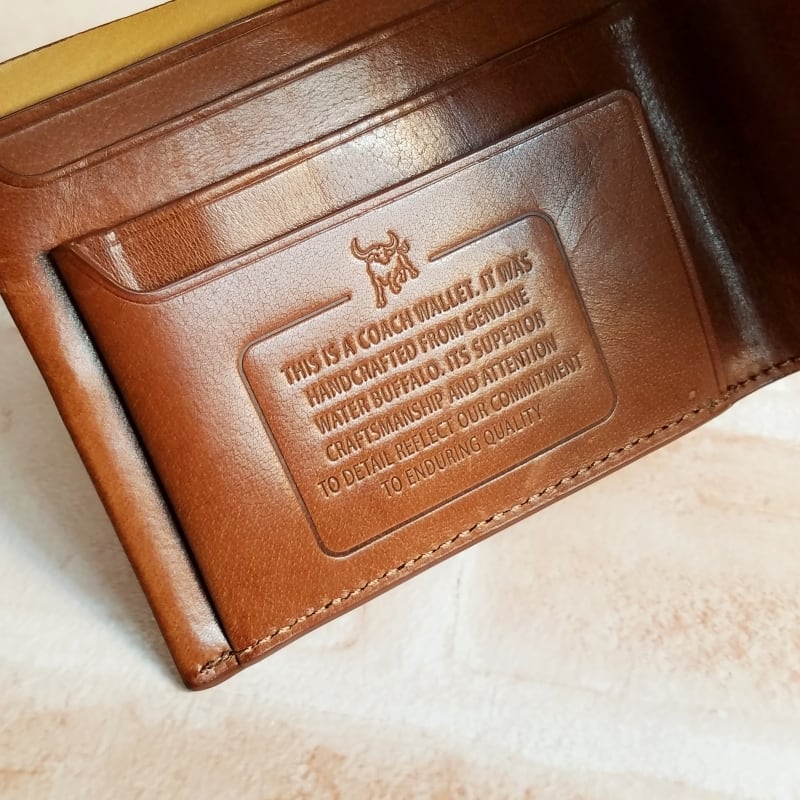 THIS IS A COACH WALLET. IT WAS
HANDCRAFTED FROM GENUINE
WATER BUFFALO. ITS SUPERIOR
CRAFTSMANSHIP AND ATTENTION
TO DETAIL REFLECT OUR COMMITMENT
TO ENDURING QUALITY